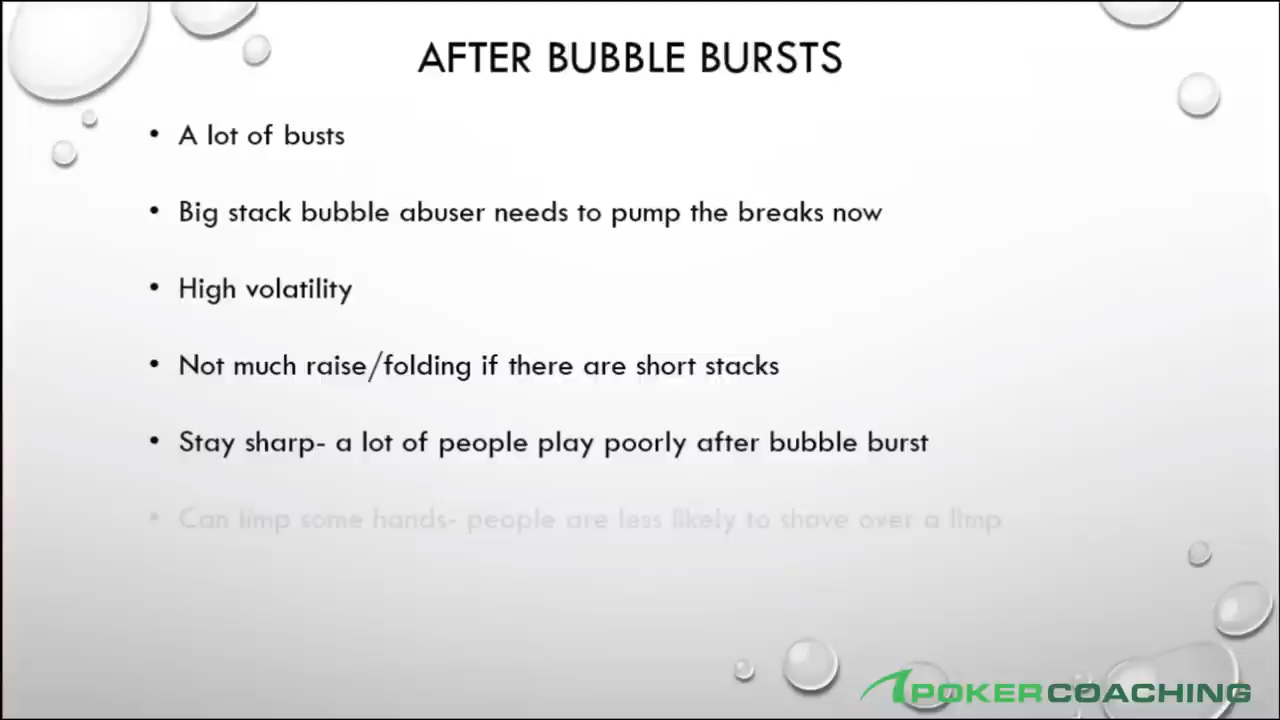 AFTER BUBBLE BURSTS
• A lot of busts
• Big stack bubble abuser needs to pump the breaks now
• High volatility
• Not much raise/folding if there are short stacks
• Stay sharp- a lot of people play poorly after bubble burst
• Can limp some hands- people are less likely to shove over a limp
POKERCOACHING